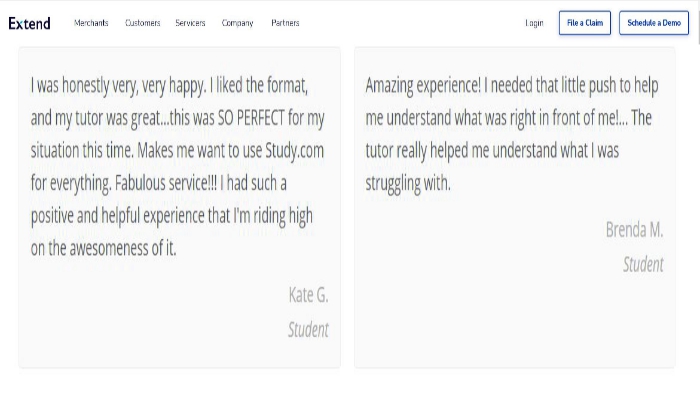 Extend Merchants Customers Servicers Company Partners Login File a Claim Schedule a Demo
I was honestly very, very happy. I liked the format,
and my tutor was great...this was SO PERFECT for my
situation this time. Makes me want to use Study.com
for everything. Fabulous service!!! I had such a
positive and helpful experience that I'm riding high
on the awesomeness of it.
Kate G.
Student
Amazing experience! I needed that little push to help
me understand what was right in front of me!... The
tutor really helped me understand what I was
struggling with.
Brenda M.
Student